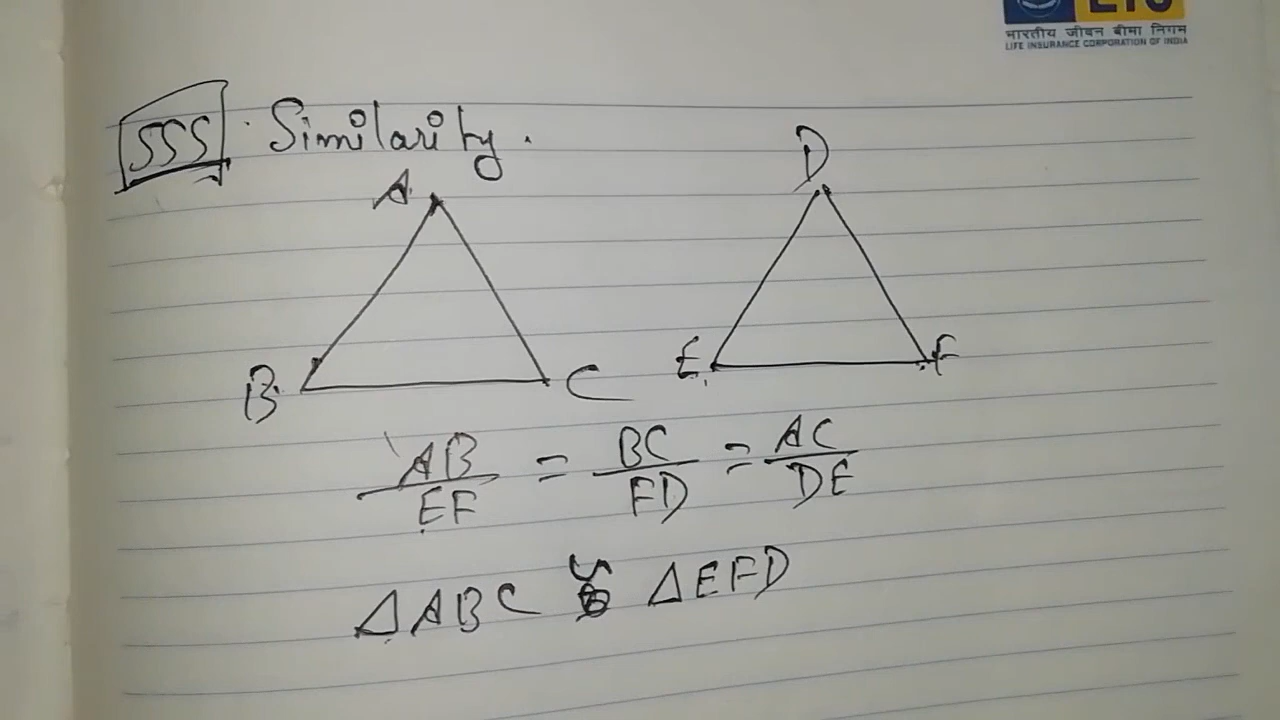 भारतीय जीवन बीमा निगम
LIFE INSURANCE CORPORATION OF INDIA
SSS. Similarity.
A
D
B
C
E
F
AB/EF = BC/FD = AC/DE
ΔABC ~ ΔEFD